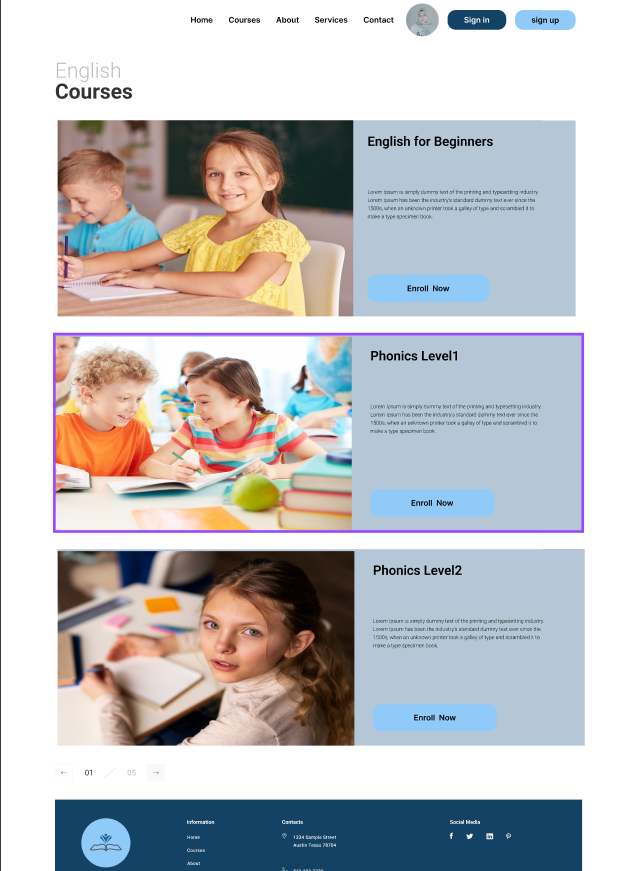 Home Courses About Services Contact Sign in sign up
English
Courses
English for Beginners
Lorem Ipsum is simply dummy text of the printing and typesetting industry.
Lorem Ipsum has been the industry's standard dummy text ever since the
1500s, when an unknown printer took a galley of type and scrambled it to
make a type specimen book.
Enroll Now
Phonics Level1
Lorem Ipsum is simply dummy text of the printing and typesetting industry.
Lorem Ipsum has been the industry's standard dummy text ever since the
1500s, when an unknown printer took a galley of type and scrambled it to
make a type specimen book.
Enroll Now
Phonics Level2
Lorem Ipsum is simply dummy text of the printing and typesetting industry.
Lorem Ipsum has been the industry's standard dummy text ever since the
1500s, when an unknown printer took a galley of type and scrambled it to
make a type specimen book.
Enroll Now
← 01 / 05 →
Information
Home
Courses
About
Contacts
1234 Sample Street
Austin Texas 78704
Social Media